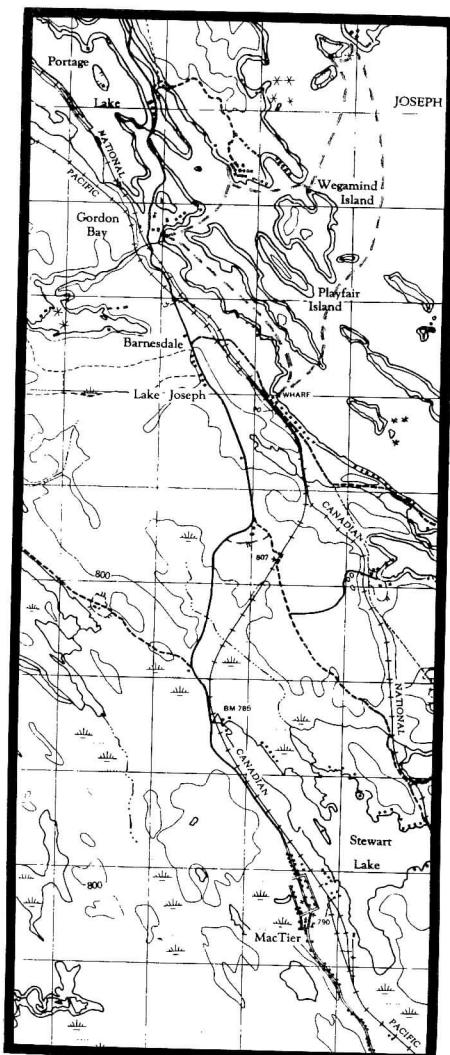 Portage
Lake
JOSEPH
NATIONAL
PACIFIC
Wegamind
Island
Gordon
Bay
Playfair
Island
Barnesdale
Lake Joseph
WHARF
CANADIAN
807
800
NATIONAL
BM 785
CANADIAN
Stewart
Lake
800
790
MacTier
PACIFIC